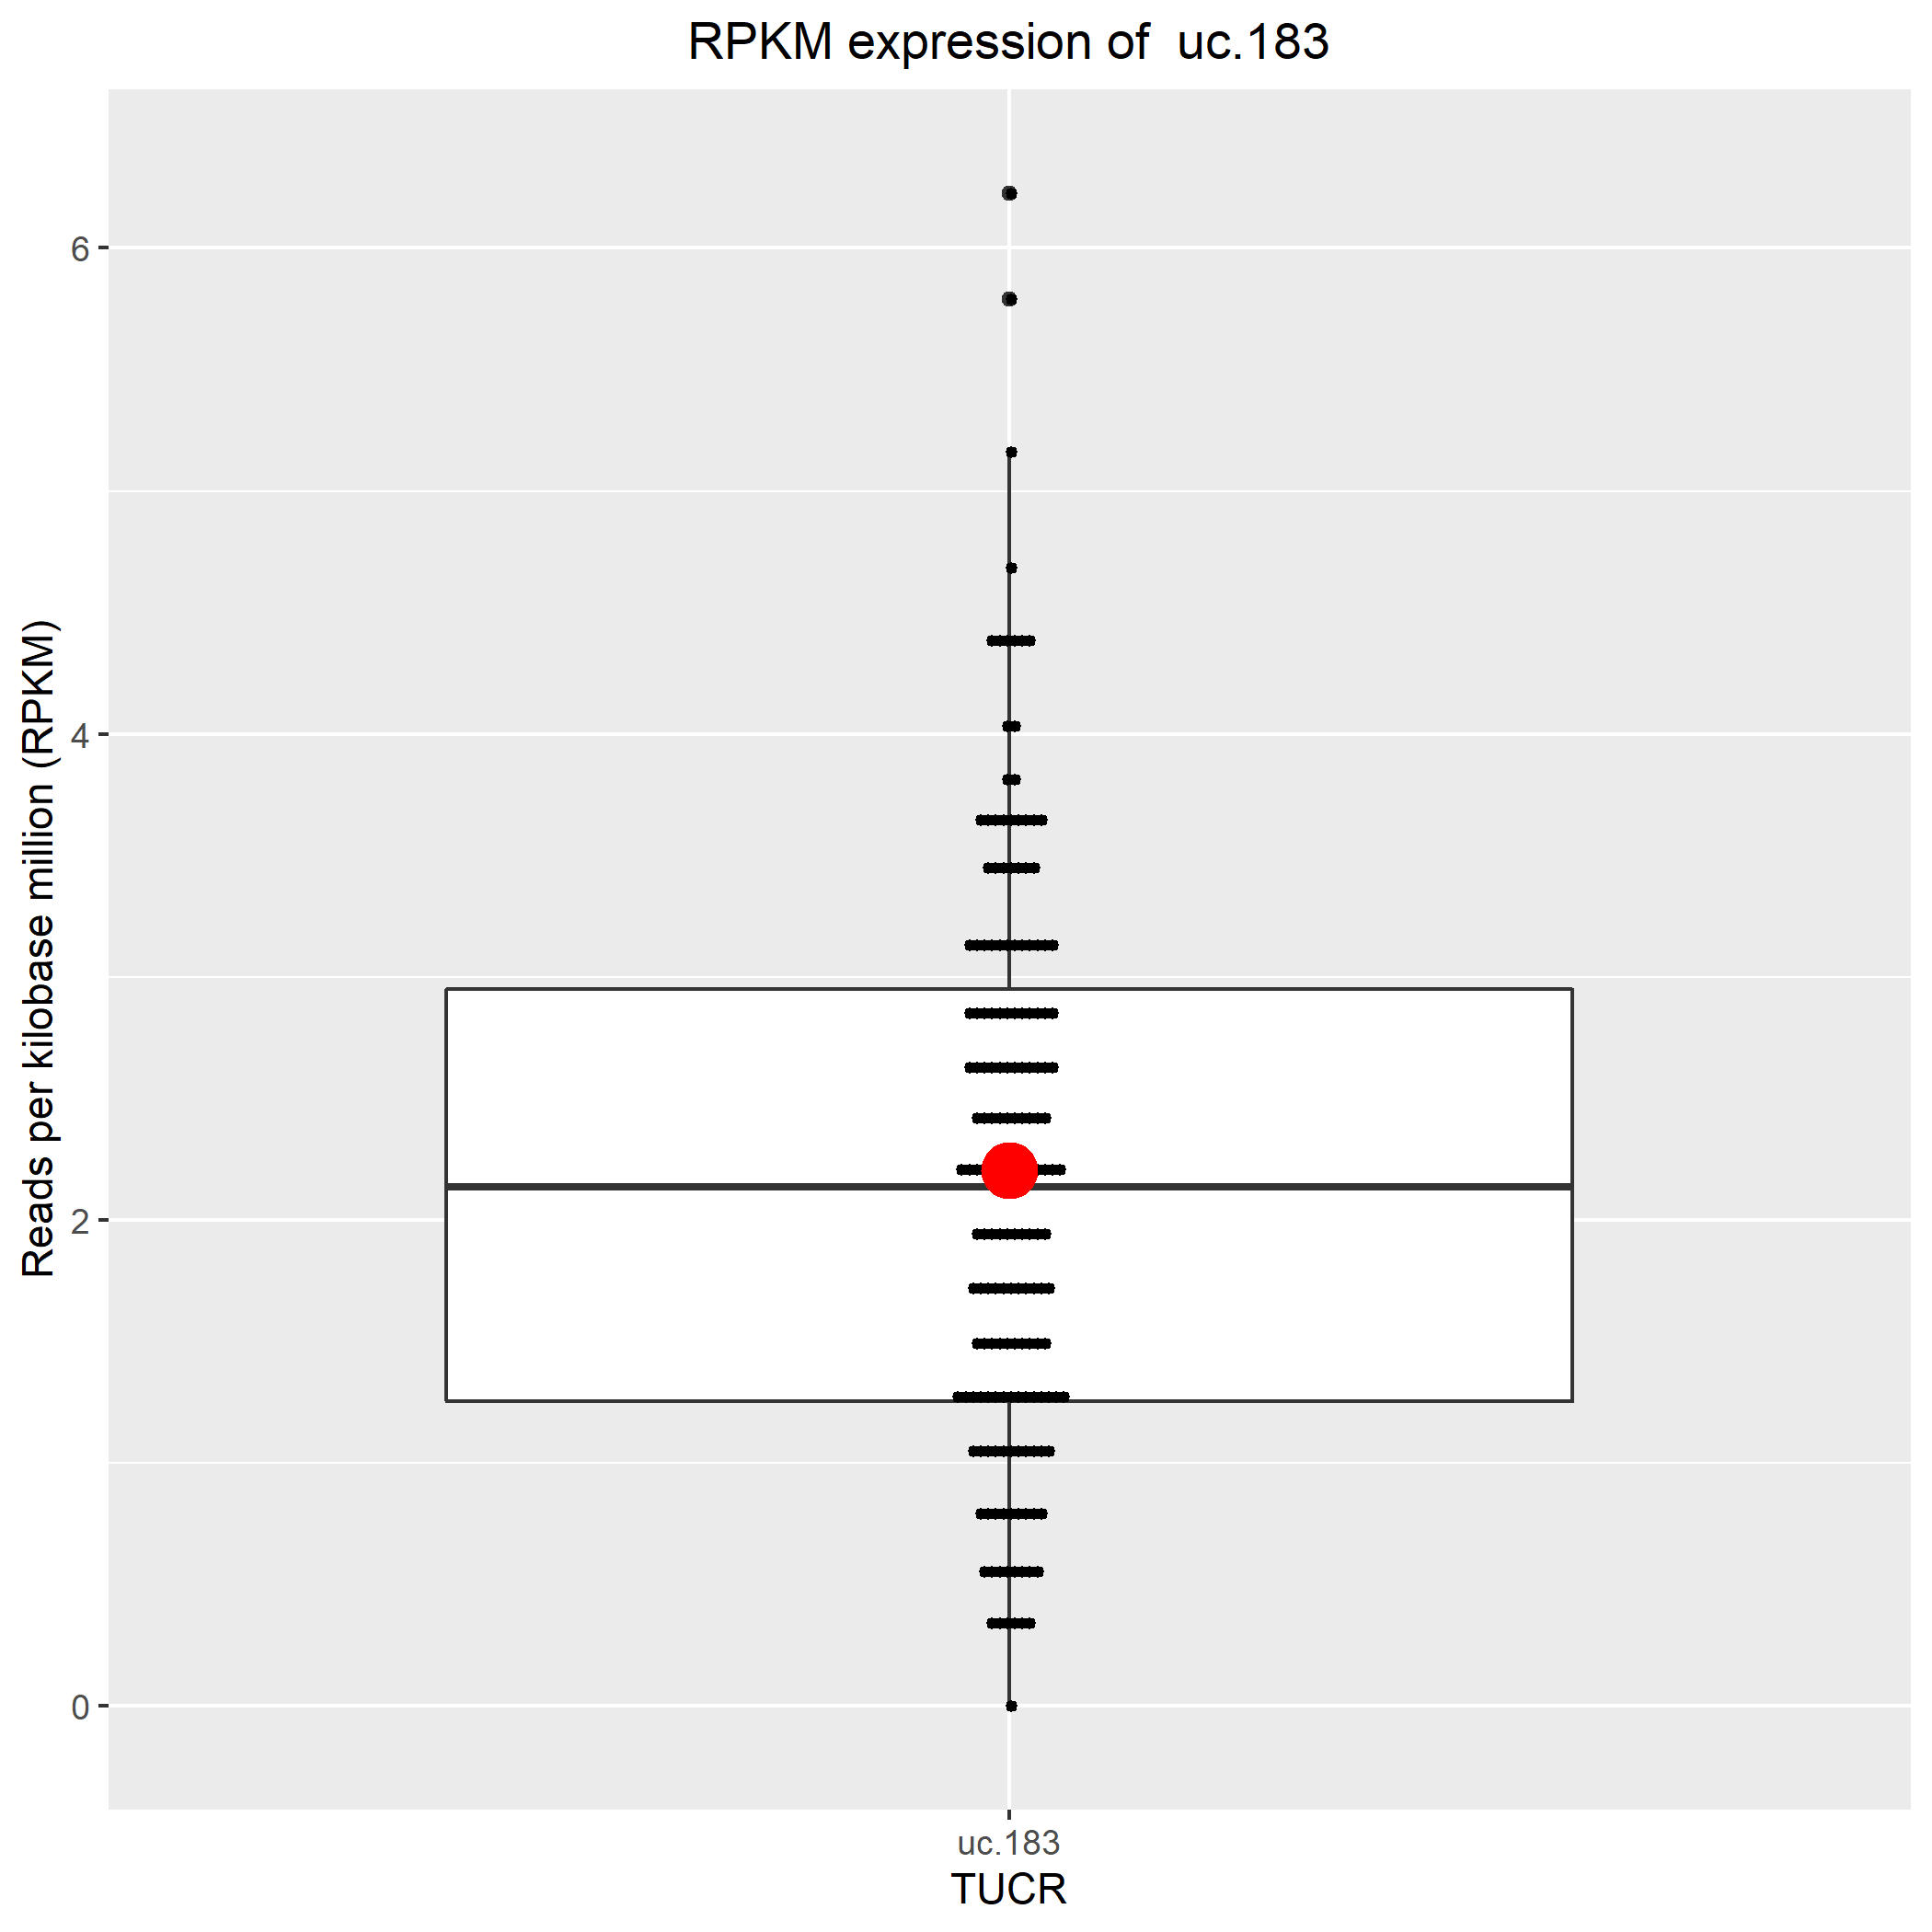 RPKM expression of  uc.183
Reads per kilobase million (RPKM)
6
4
2
0
uc.183
TUCR